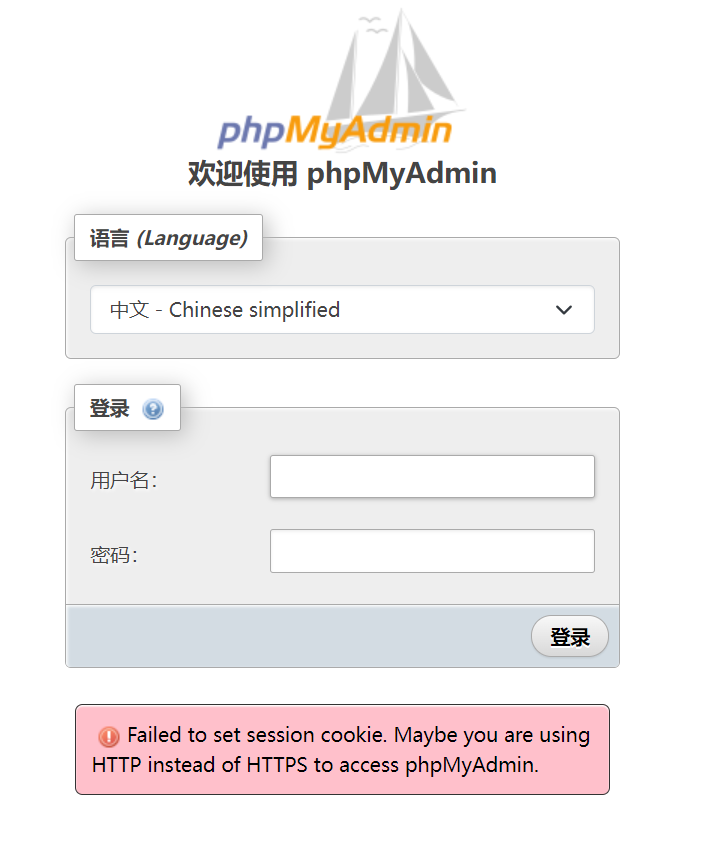 phpMyAdmin
欢迎使用 phpMyAdmin
语言 (Language)
中文 - Chinese simplified
登录
用户名：
密码：
登录
Failed to set session cookie. Maybe you are using
HTTP instead of HTTPS to access phpMyAdmin.